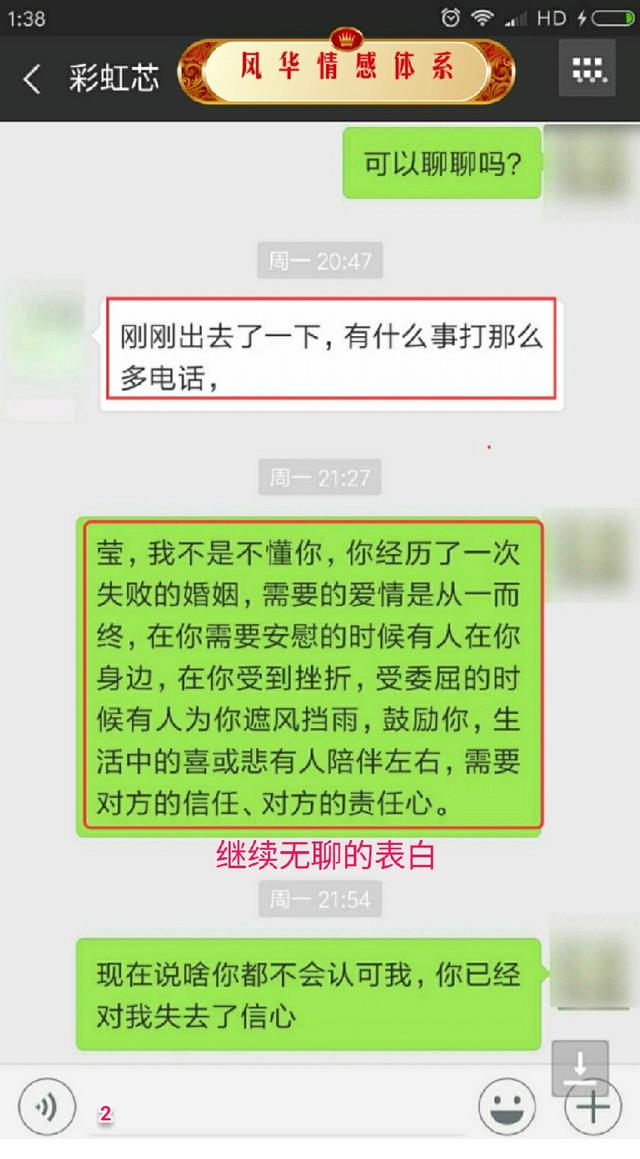 1:38
HD
彩虹芯
风华情感体系
可以聊聊吗?
周一 20:47
刚刚出去了一下，有什么事打那么
多电话，
周一 21:27
莹，我不是不懂你，你经历了一次
失败的婚姻，需要的爱情是从一而
终，在你需要安慰的时候有人在你
身边，在你受到挫折，受委屈的时
候有人为你遮风挡雨，鼓励你，生
活中的喜或悲有人陪伴左右，需要
对方的信任、对方的责任心。
继续无聊的表白
周一 21:54
现在说啥你都不会认可我，你已经
对我失去了信心
2